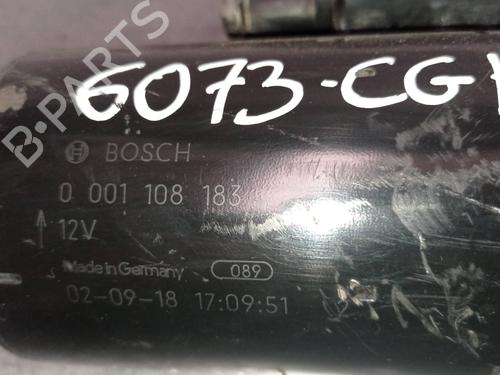 6073-CG
BOSCH
0 001 108 183
12V
Made in Germany 089
02-09-18 17:09:51
B-PARTS
B-PARTS